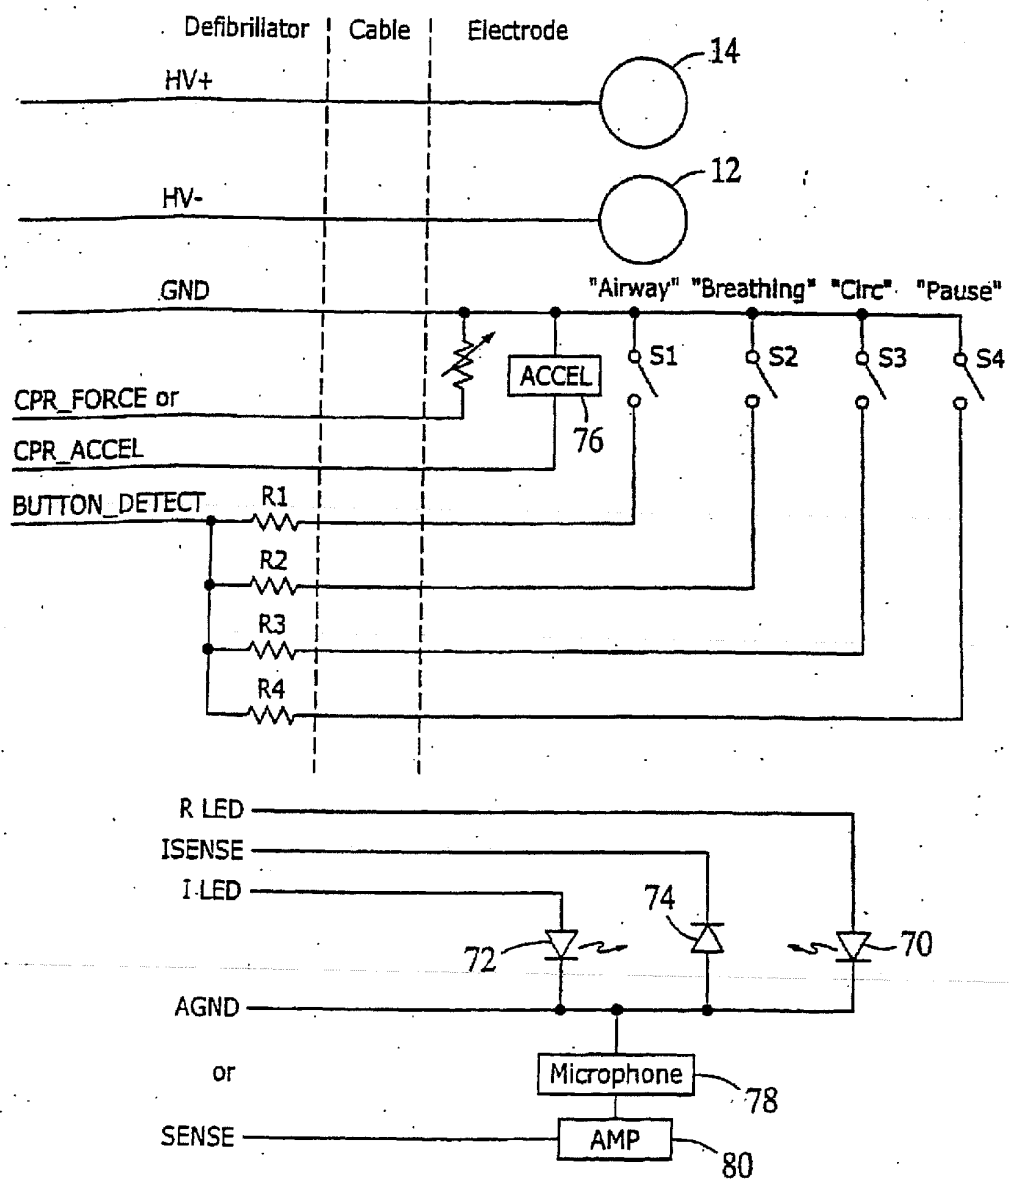 Defibrillator Cable Electrode
HV+
14
HV-
12
GND
"Airway" "Breathing" "Circ" "Pause"
S1 S2 S3 S4
ACCEL
76
CPR_FORCE or
CPR_ACCEL
BUTTON_DETECT
R1
R2
R3
R4
R LED
ISENSE
I LED
74
72
70
AGND
or
Microphone
78
SENSE
AMP
80